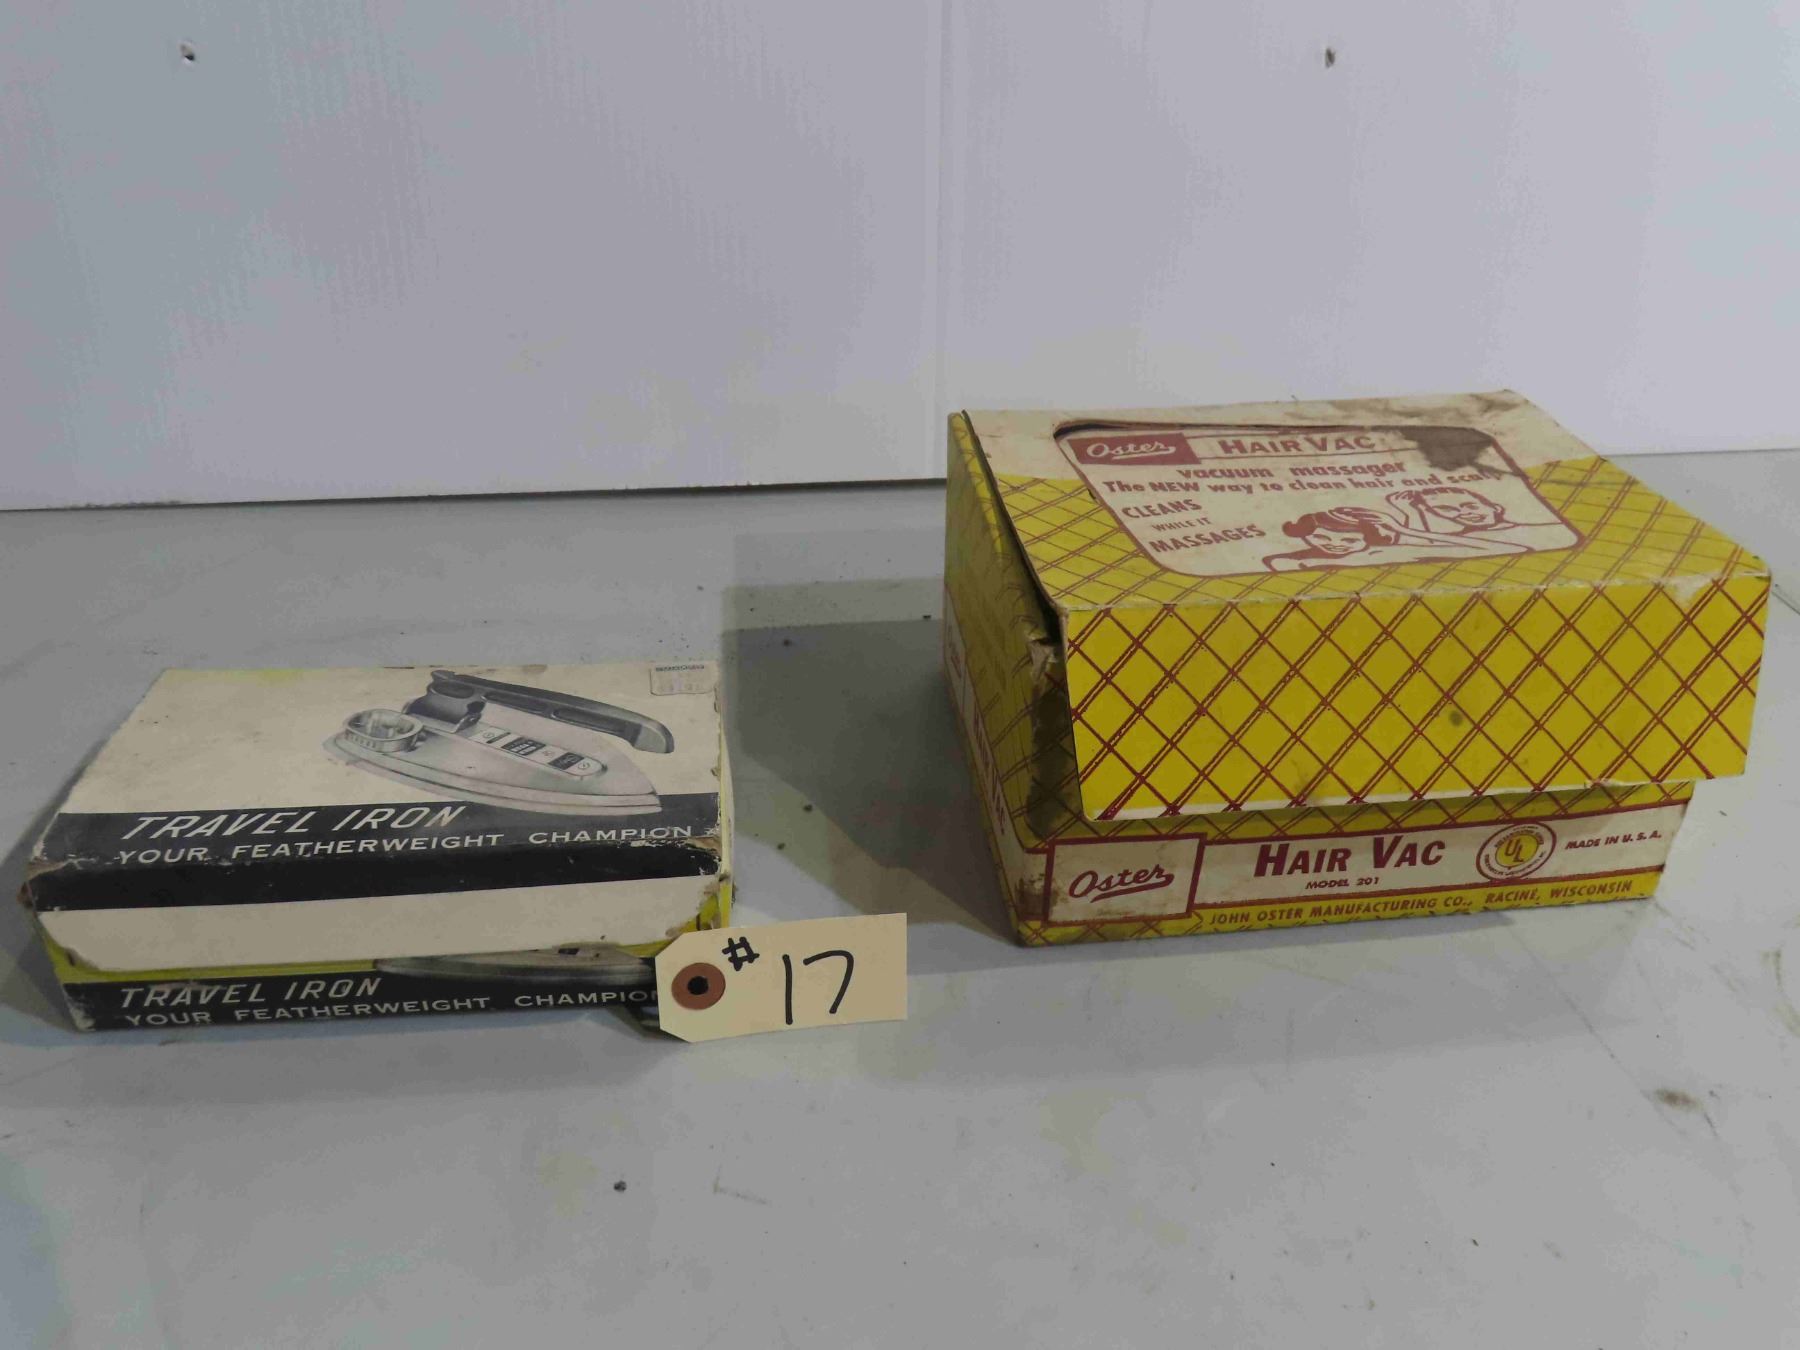 TRAVEL IRON
YOUR FEATHERWEIGHT CHAMPION
TRAVEL IRON
YOUR FEATHERWEIGHT CHAMPION
# 17
Oster HAIR VAC
vacuum massager
The NEW way to clean hair and scalp
CLEANS
WHILE IT
MASSAGES
Oster
HAIR VAC
MODEL 201
UL
MADE IN U.S.A.
JOHN OSTER MANUFACTURING CO., RACINE, WISCONSIN